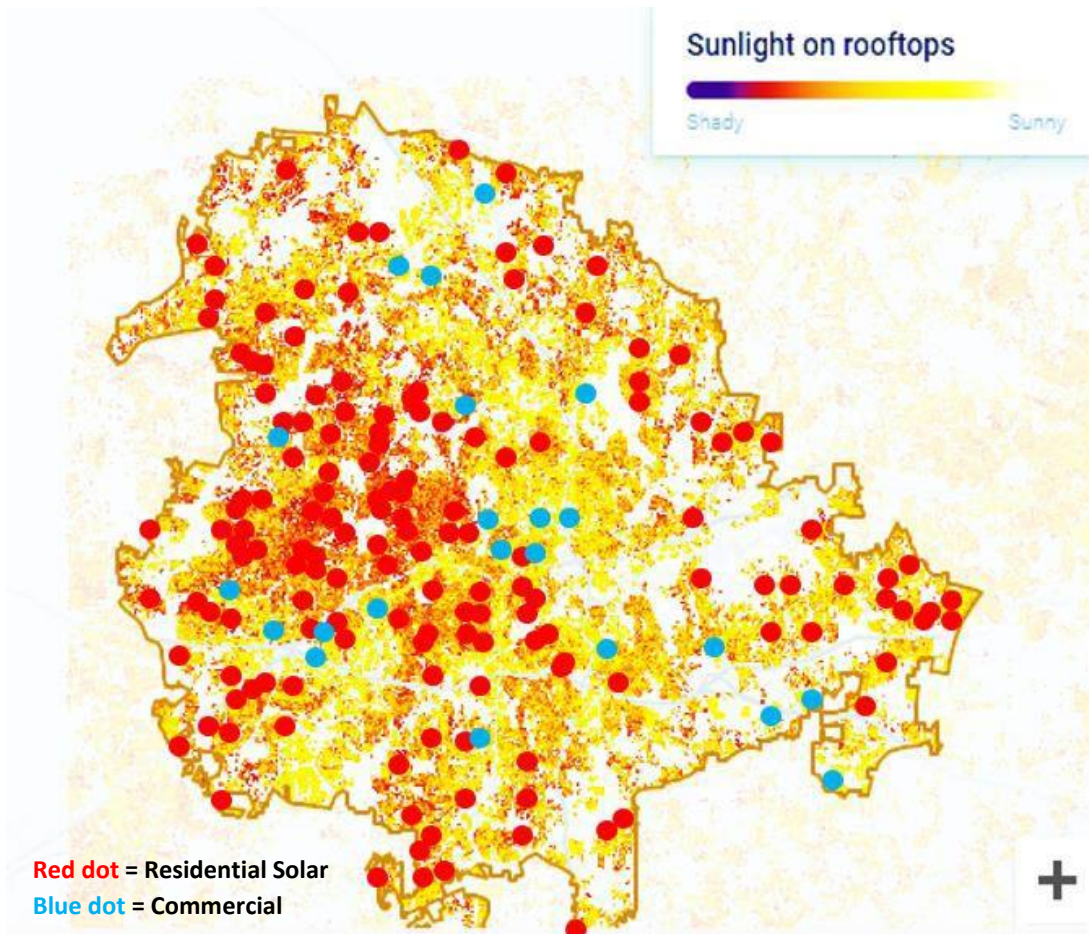 Sunlight on rooftops
Shady Sunny
Red dot = Residential Solar
Blue dot = Commercial
+